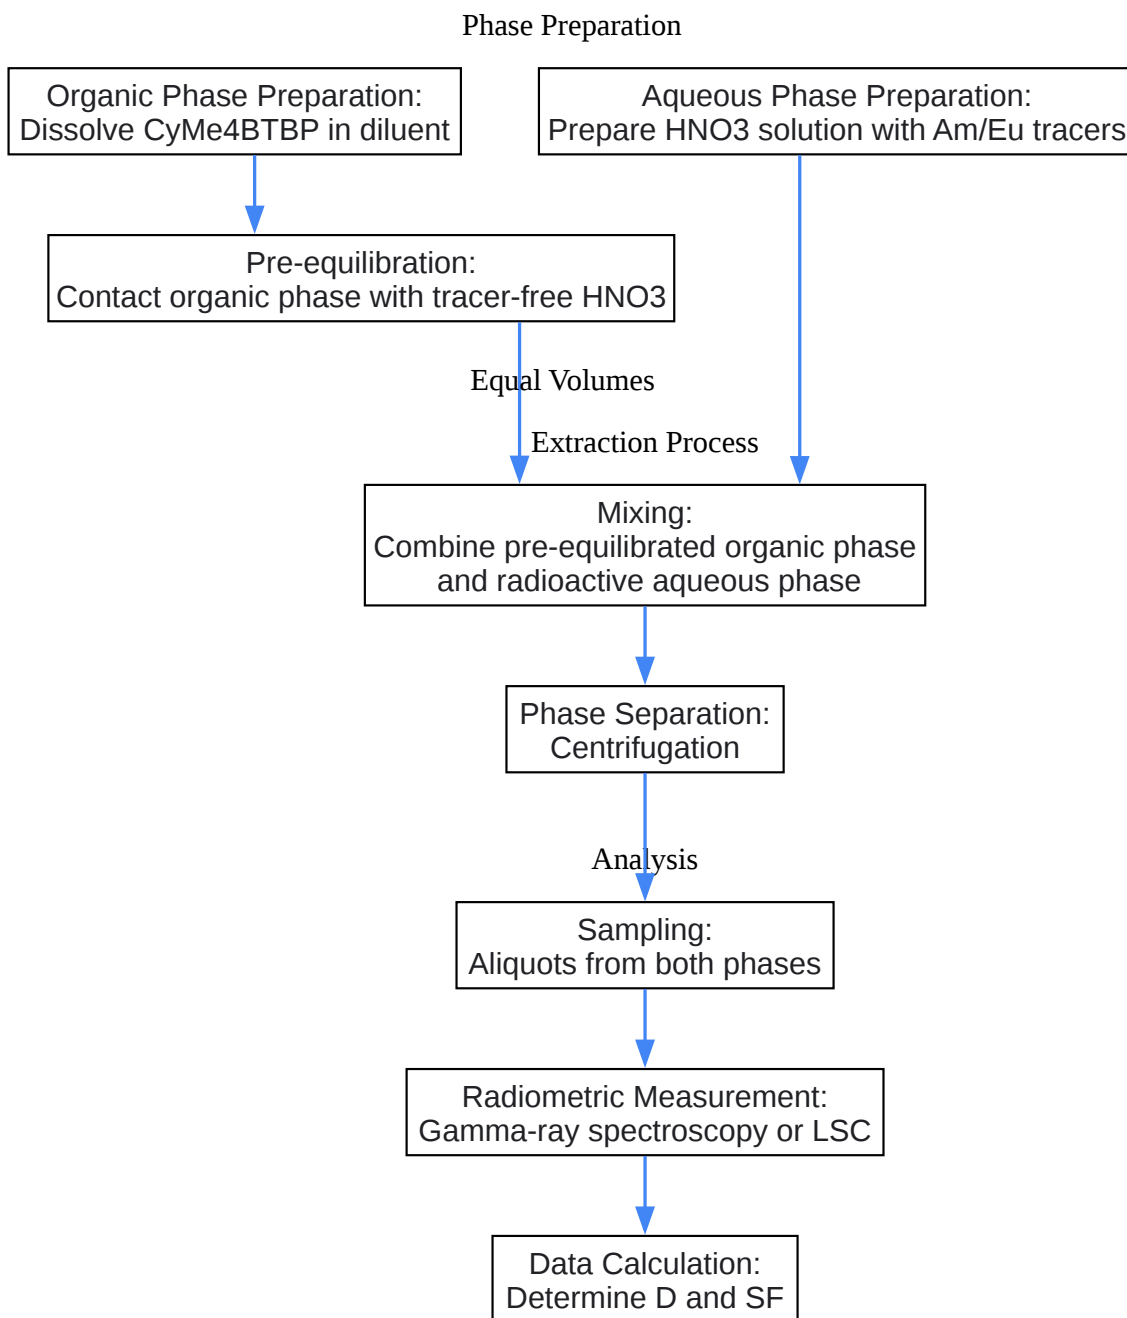 Phase Preparation
Organic Phase Preparation:
Dissolve CyMe4BTBP in diluent
Aqueous Phase Preparation:
Prepare HNO3 solution with Am/Eu tracers
Pre-equilibration:
Contact organic phase with tracer-free HNO3
Equal Volumes
Extraction Process
Mixing:
Combine pre-equilibrated organic phase
and radioactive aqueous phase
Phase Separation:
Centrifugation
Analysis
Sampling:
Aliquots from both phases
Radiometric Measurement:
Gamma-ray spectroscopy or LSC
Data Calculation:
Determine D and SF